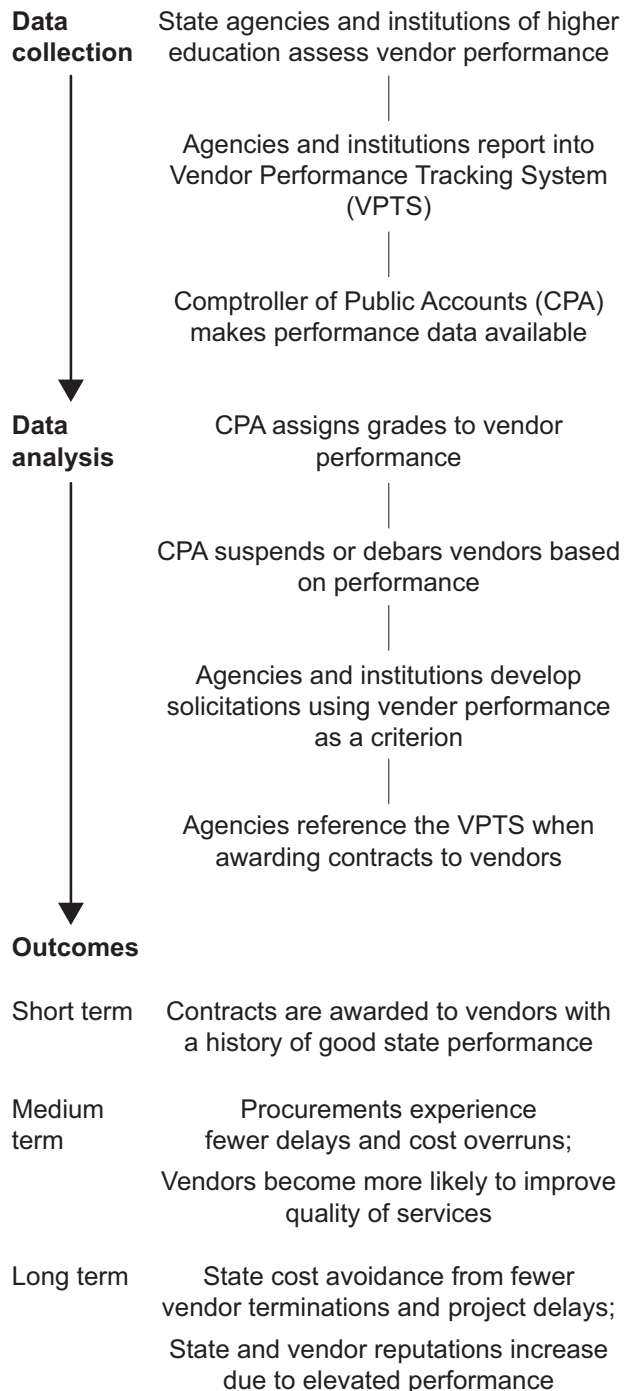 Data
collection
State agencies and institutions of higher
education assess vendor performance
Agencies and institutions report into
Vendor Performance Tracking System
(VPTS)
Comptroller of Public Accounts (CPA)
makes performance data available
Data
analysis
CPA assigns grades to vendor
performance
CPA suspends or debars vendors based
on performance
Agencies and institutions develop
solicitations using vender performance
as a criterion
Agencies reference the VPTS when
awarding contracts to vendors
Outcomes
Short term
Contracts are awarded to vendors with
a history of good state performance
Medium
term
Procurements experience
fewer delays and cost overruns;
Vendors become more likely to improve
quality of services
Long term
State cost avoidance from fewer
vendor terminations and project delays;
State and vendor reputations increase
due to elevated performance